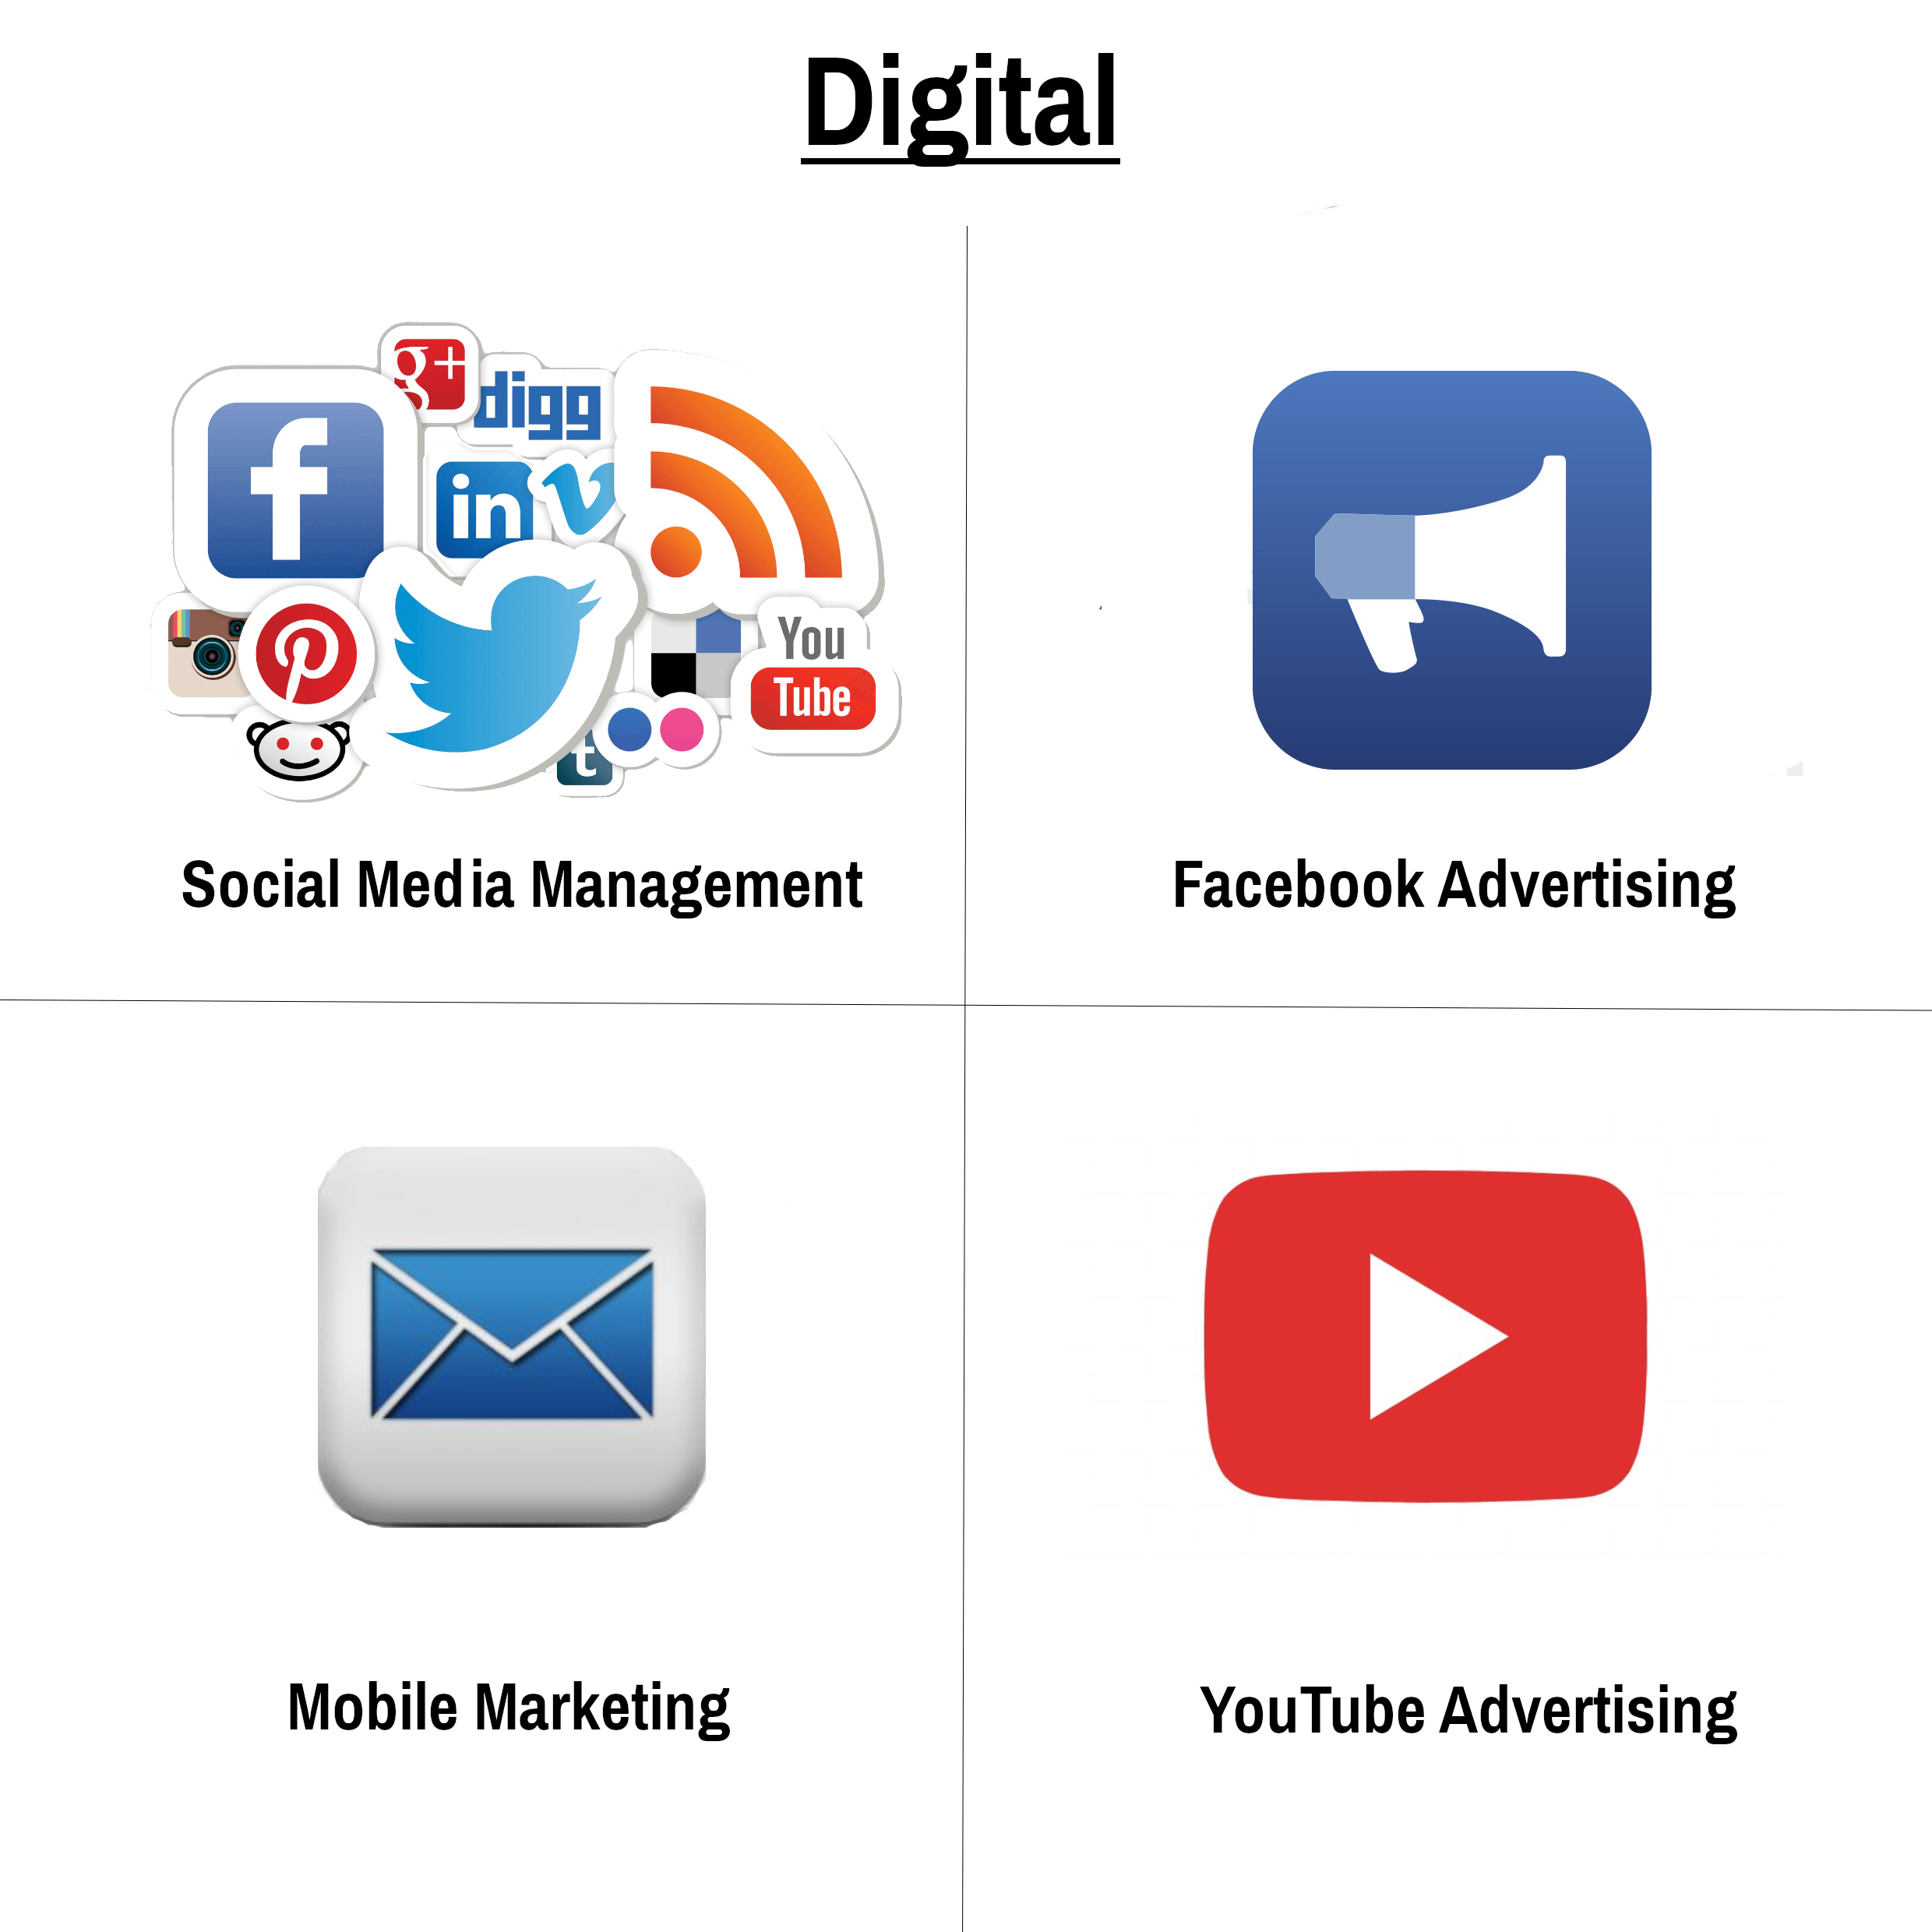 Digital
g+
digg
f
in
You
Tube
t
Social Media Management
Facebook Advertising
Mobile Marketing
YouTube Advertising